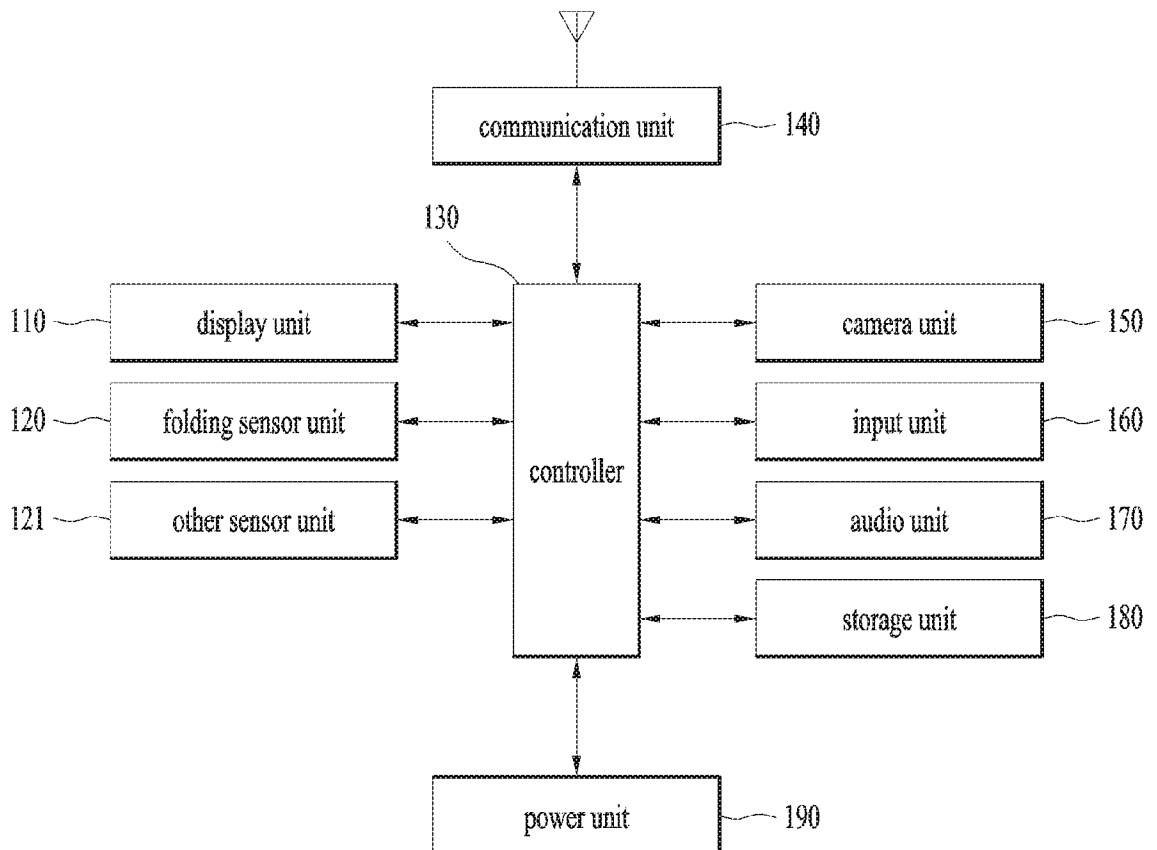 communication unit 140
130
110 display unit camera unit 150
120 folding sensor unit input unit 160
controller
121 other sensor unit audio unit 170
storage unit 180
power unit 190